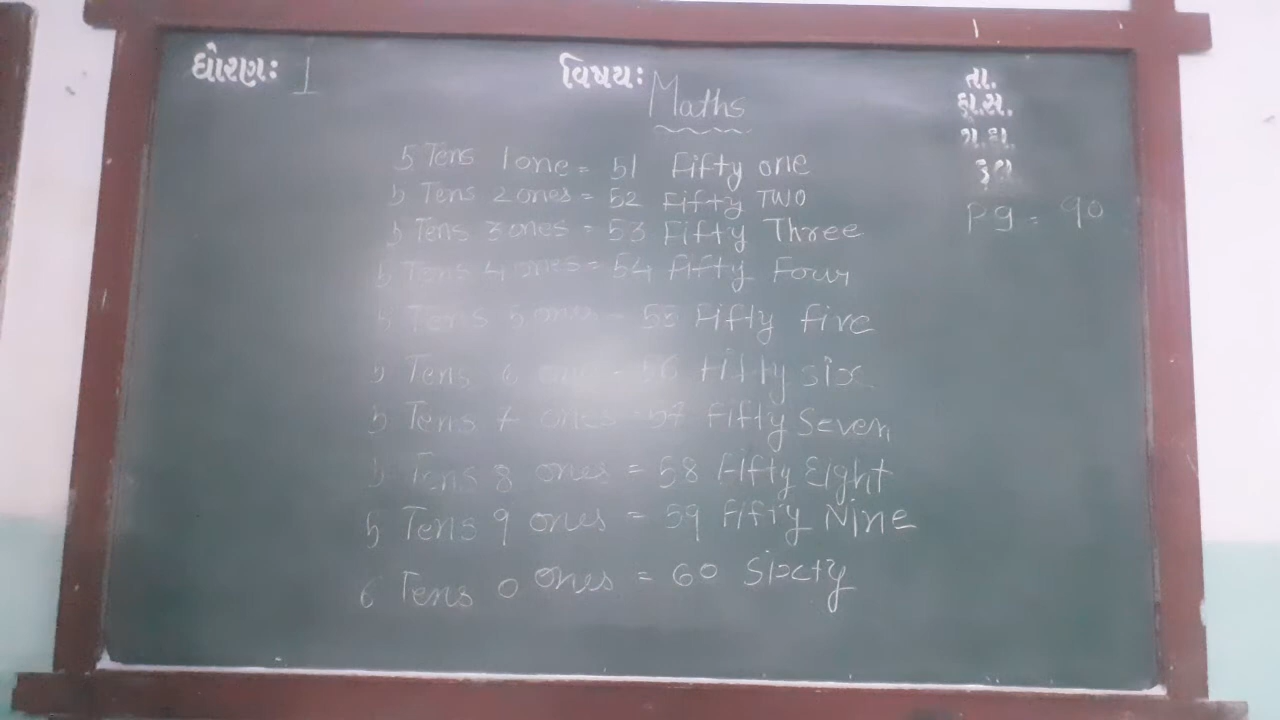 ધોરણ: 1
વિષય: Maths
તા.
5 Tens 1 one = 51 Fifty one
5 Tens 2 ones = 52 Fifty TWO
5 Tens 3 ones = 53 Fifty Three
5 Tens 4 ones = 54 Fifty Four
5 Tens 5 ones = 55 Fifty five
5 Tens 6 ones = 56 Fifty six
5 Tens 7 ones = 57 Fifty Seven
5 Tens 8 ones = 58 Fifty Eight
5 Tens 9 ones = 59 Fifty Nine
6 Tens 0 ones = 60 Sixty
Pg = 90